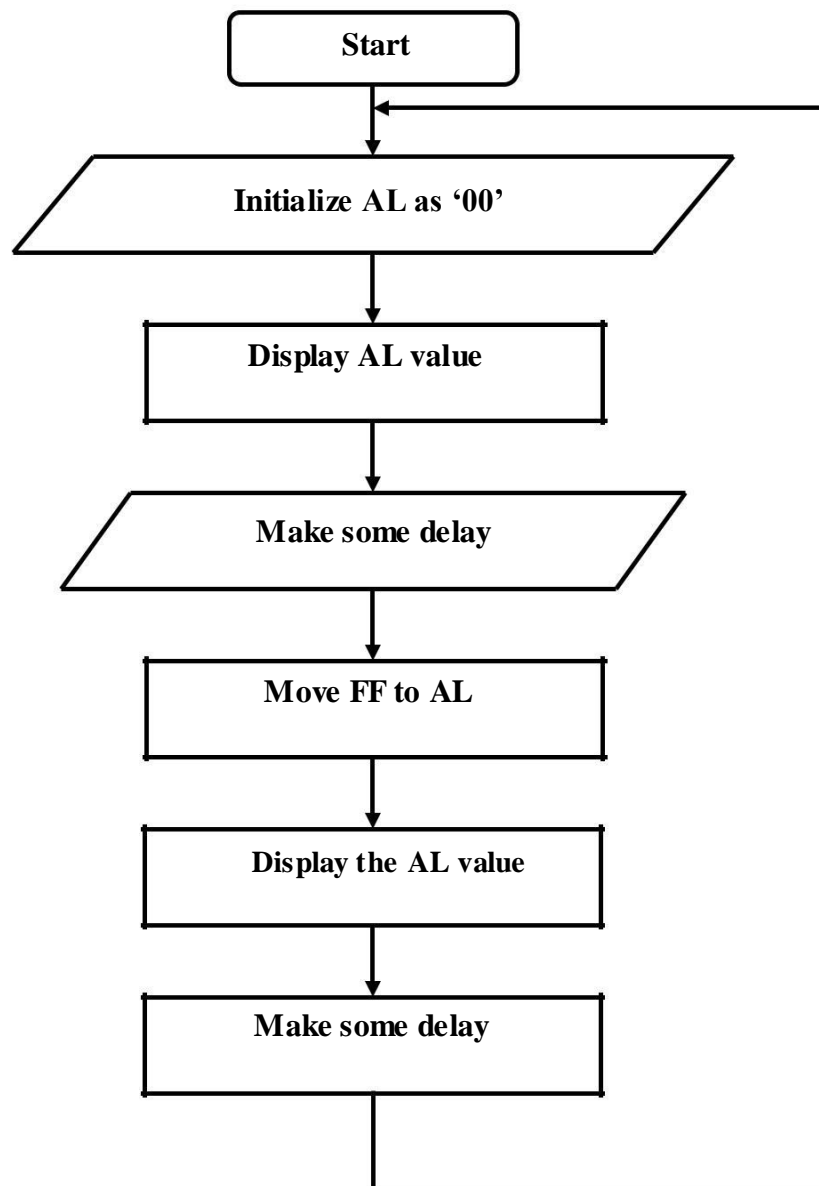 Start
Initialize AL as ‘00’
Display AL value
Make some delay
Move FF to AL
Display the AL value
Make some delay